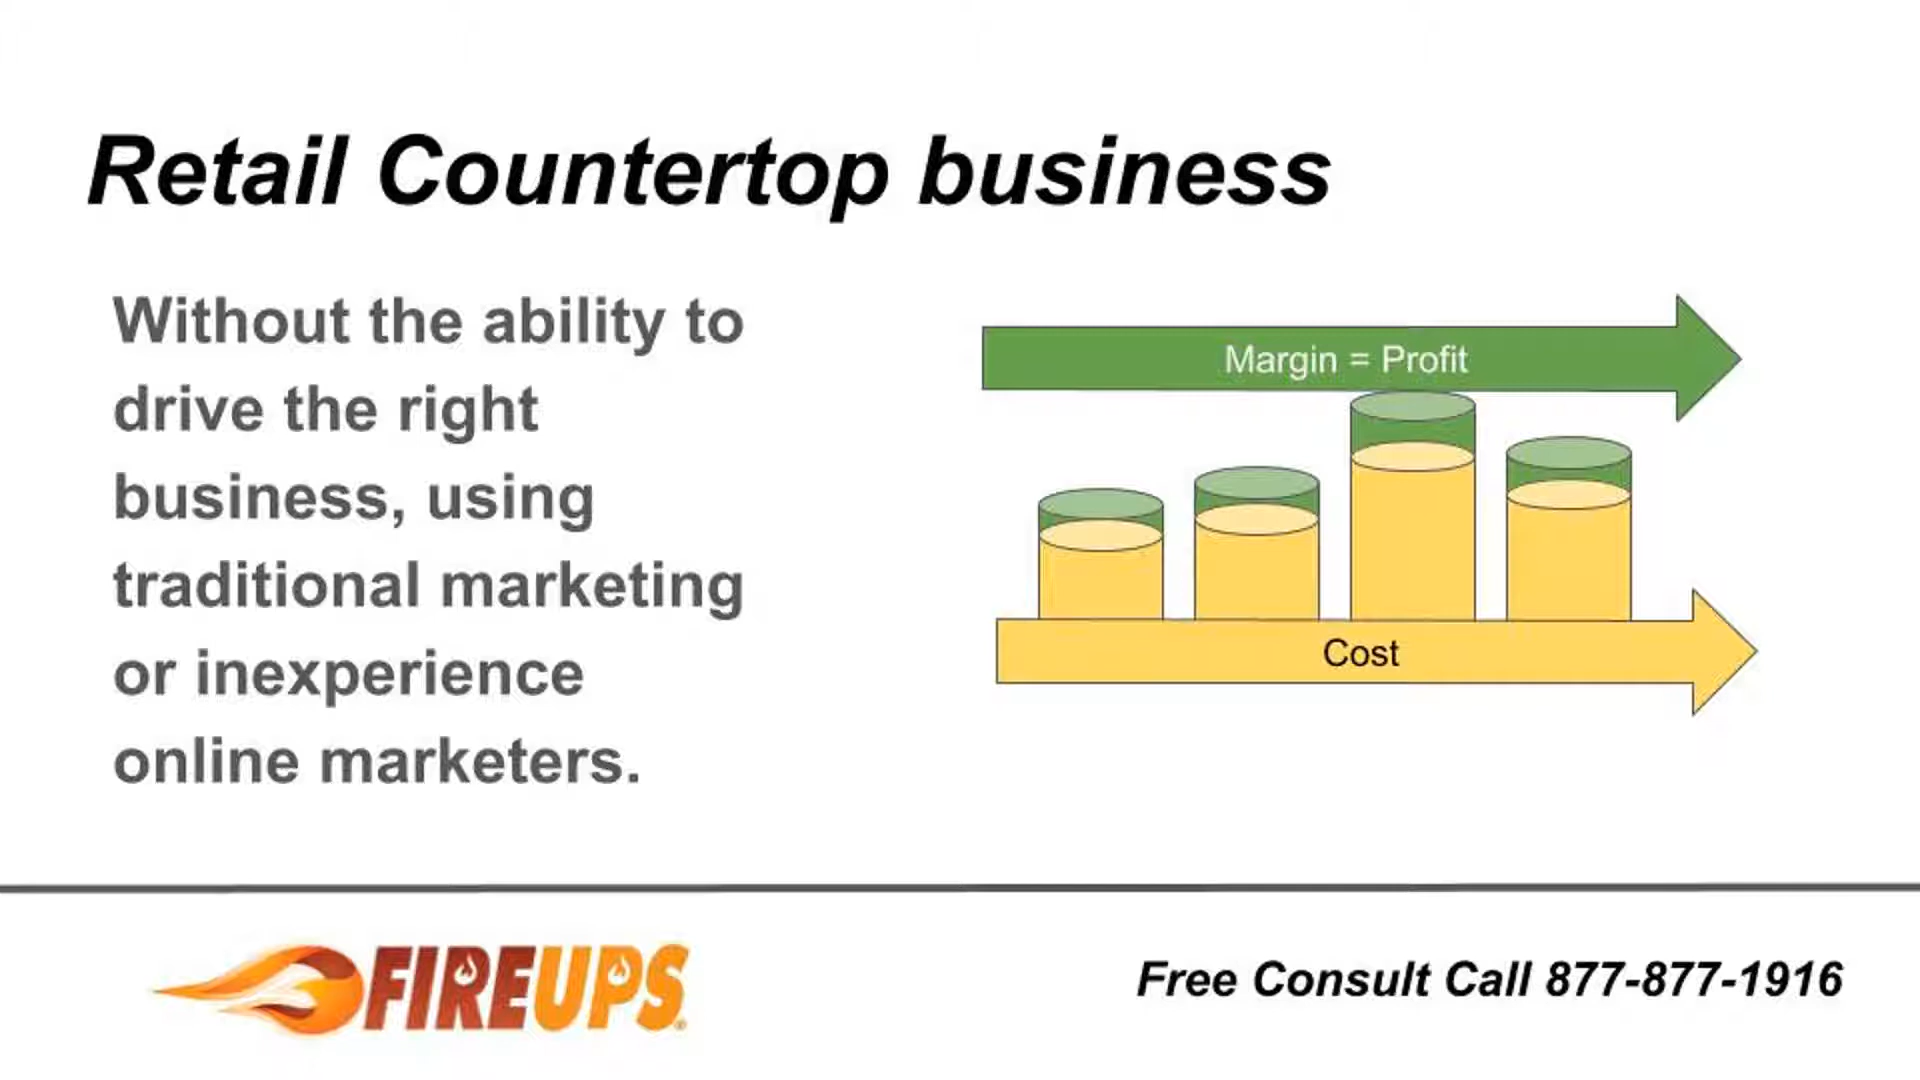 Retail Countertop business
Without the ability to
drive the right
business, using
traditional marketing
or inexperience
online marketers.
Margin = Profit
Cost
FIREUPS
Free Consult Call 877-877-1916